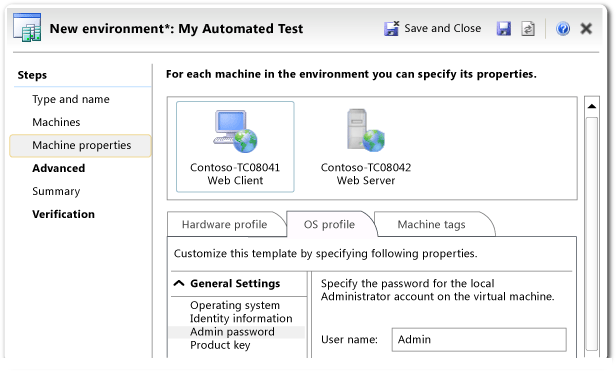 New environment*: My Automated Test
Save and Close
Steps
Type and name
Machines
Machine properties
Advanced
Summary
Verification
For each machine in the environment you can specify its properties.
Contoso-TC08041
Web Client
Contoso-TC08042
Web Server
Hardware profile
OS profile
Machine tags
Customize this template by specifying following properties.
General Settings
Operating system
Identity information
Admin password
Product key
Specify the password for the local
Administrator account on the virtual machine.
User name:
Admin